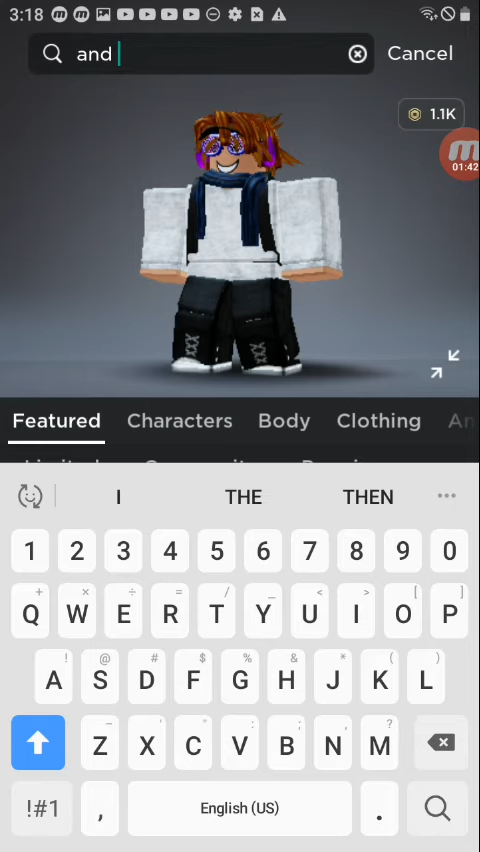 3:18
and
Cancel
1.1K
01:42
Featured Characters Body Clothing
I THE THEN
1 2 3 4 5 6 7 8 9 0
+ × ÷ = / _ < > [ ]
Q W E R T Y U I O P
! @ # $ % & * ( )
A S D F G H J K L
- ' " : ; , ?
Z X C V B N M
!#1 , English (US) .